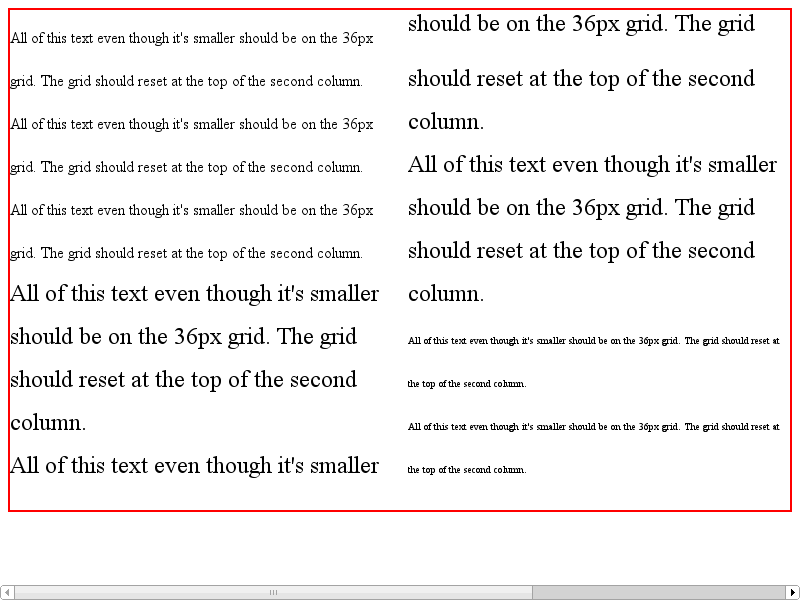 All of this text even though it's smaller should be on the 36px
grid. The grid should reset at the top of the second column.
All of this text even though it's smaller should be on the 36px
grid. The grid should reset at the top of the second column.
All of this text even though it's smaller should be on the 36px
grid. The grid should reset at the top of the second column.
All of this text even though it's smaller
should be on the 36px grid. The grid
should reset at the top of the second
column.
All of this text even though it's smaller
should be on the 36px grid. The grid
should reset at the top of the second
column.
All of this text even though it's smaller
should be on the 36px grid. The grid
should reset at the top of the second
column.
All of this text even though it's smaller should be on the 36px grid. The grid should reset at
the top of the second column.
All of this text even though it's smaller should be on the 36px grid. The grid should reset at
the top of the second column.